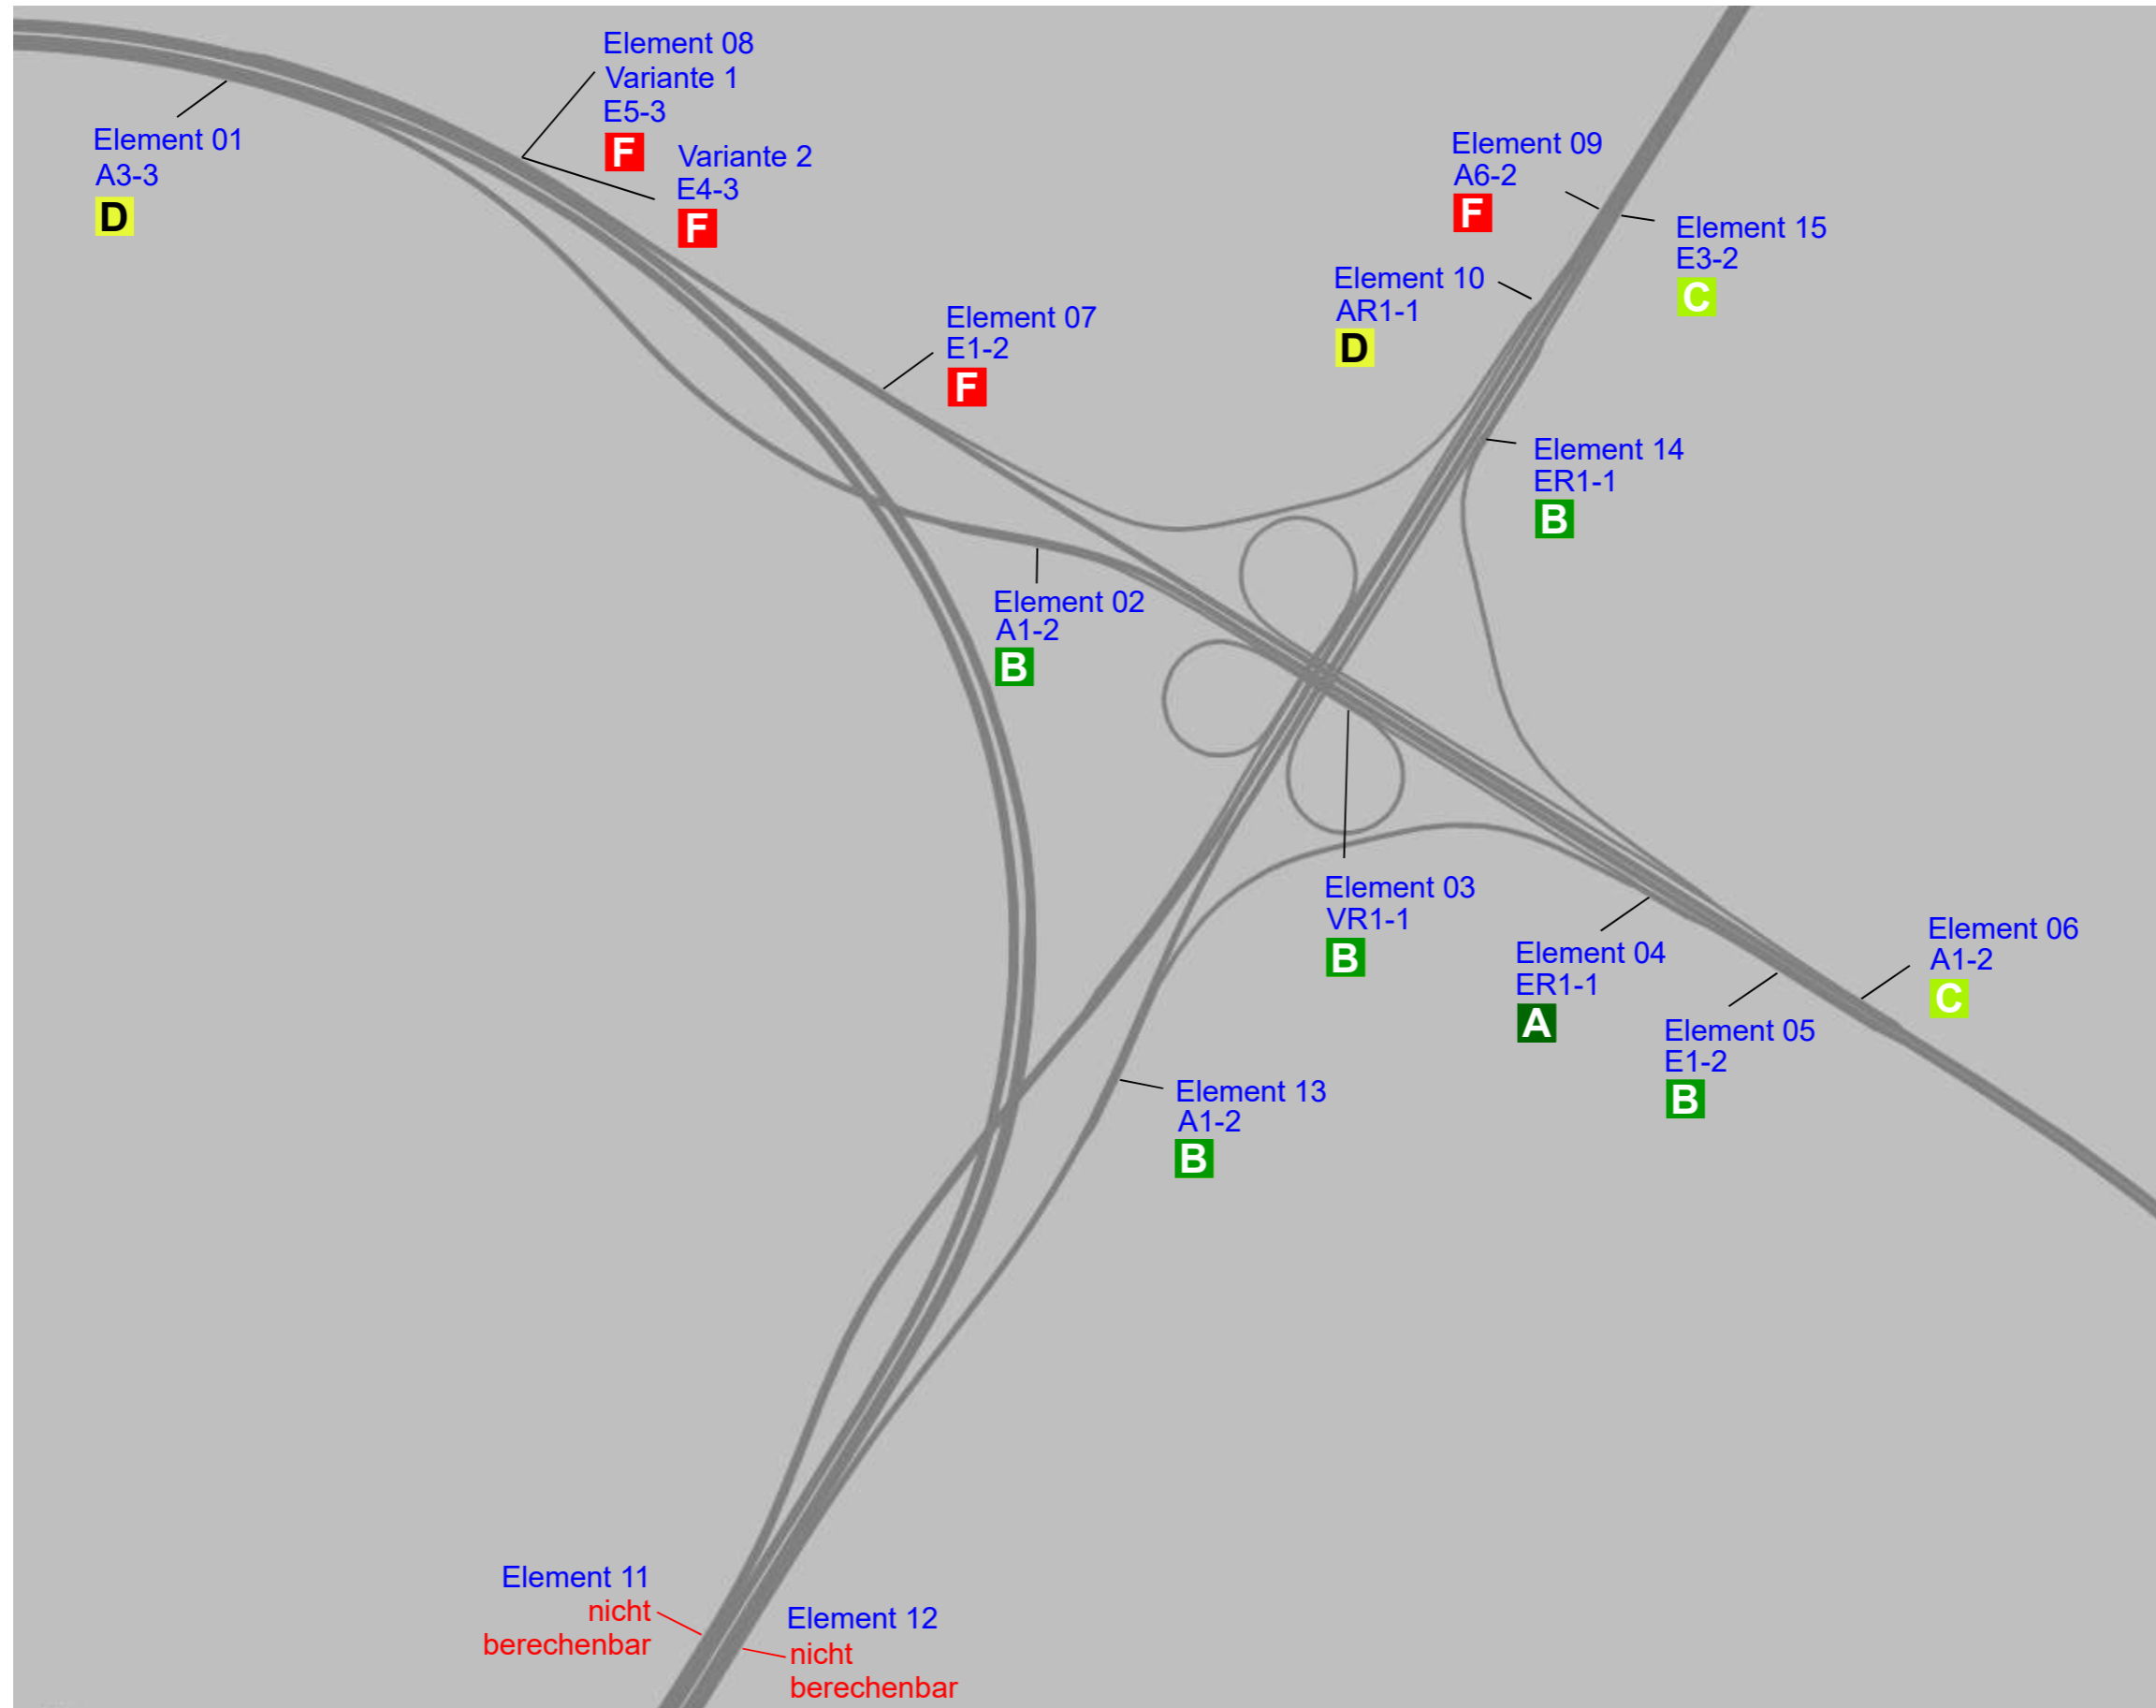 Element 08
Variante 1
E5-3
F
Variante 2
E4-3
F
Element 01
A3-3
D
Element 09
A6-2
F
Element 15
E3-2
C
Element 10
AR1-1
D
Element 07
E1-2
F
Element 14
ER1-1
B
Element 02
A1-2
B
Element 03
VR1-1
B
Element 04
ER1-1
A
Element 06
A1-2
C
Element 05
E1-2
B
Element 13
A1-2
B
Element 11
nicht
berechenbar
Element 12
nicht
berechenbar